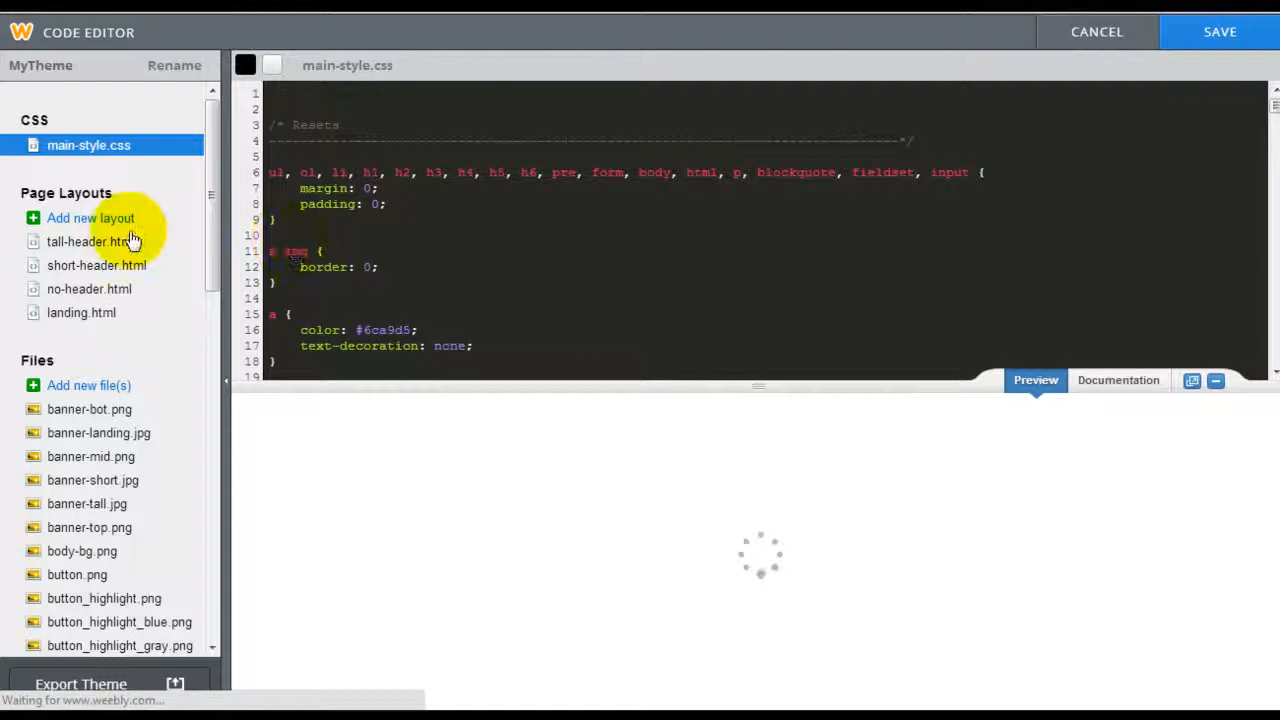 CODE EDITOR
CANCEL
SAVE
MyTheme
Rename
main-style.css
CSS
main-style.css
Page Layouts
Add new layout
tall-header.html
short-header.html
no-header.html
landing.html
Files
Add new file(s)
banner-bot.png
banner-landing.jpg
banner-mid.png
banner-short.jpg
banner-tall.jpg
banner-top.png
body-bg.png
button.png
button_highlight.png
button_highlight_blue.png
button_highlight_gray.png
Export Theme
1
2
3 /* Resets
4 ----------------------------------------------------------------------------------*/
5
6 ul, ol, li, h1, h2, h3, h4, h5, h6, pre, form, body, html, p, blockquote, fieldset, input {
7 margin: 0;
8 padding: 0;
9 }
10
11 a img {
12 border: 0;
13 }
14
15 a {
16 color: #6ca9d5;
17 text-decoration: none;
18 }
19
Preview
Documentation
Waiting for www.weebly.com...